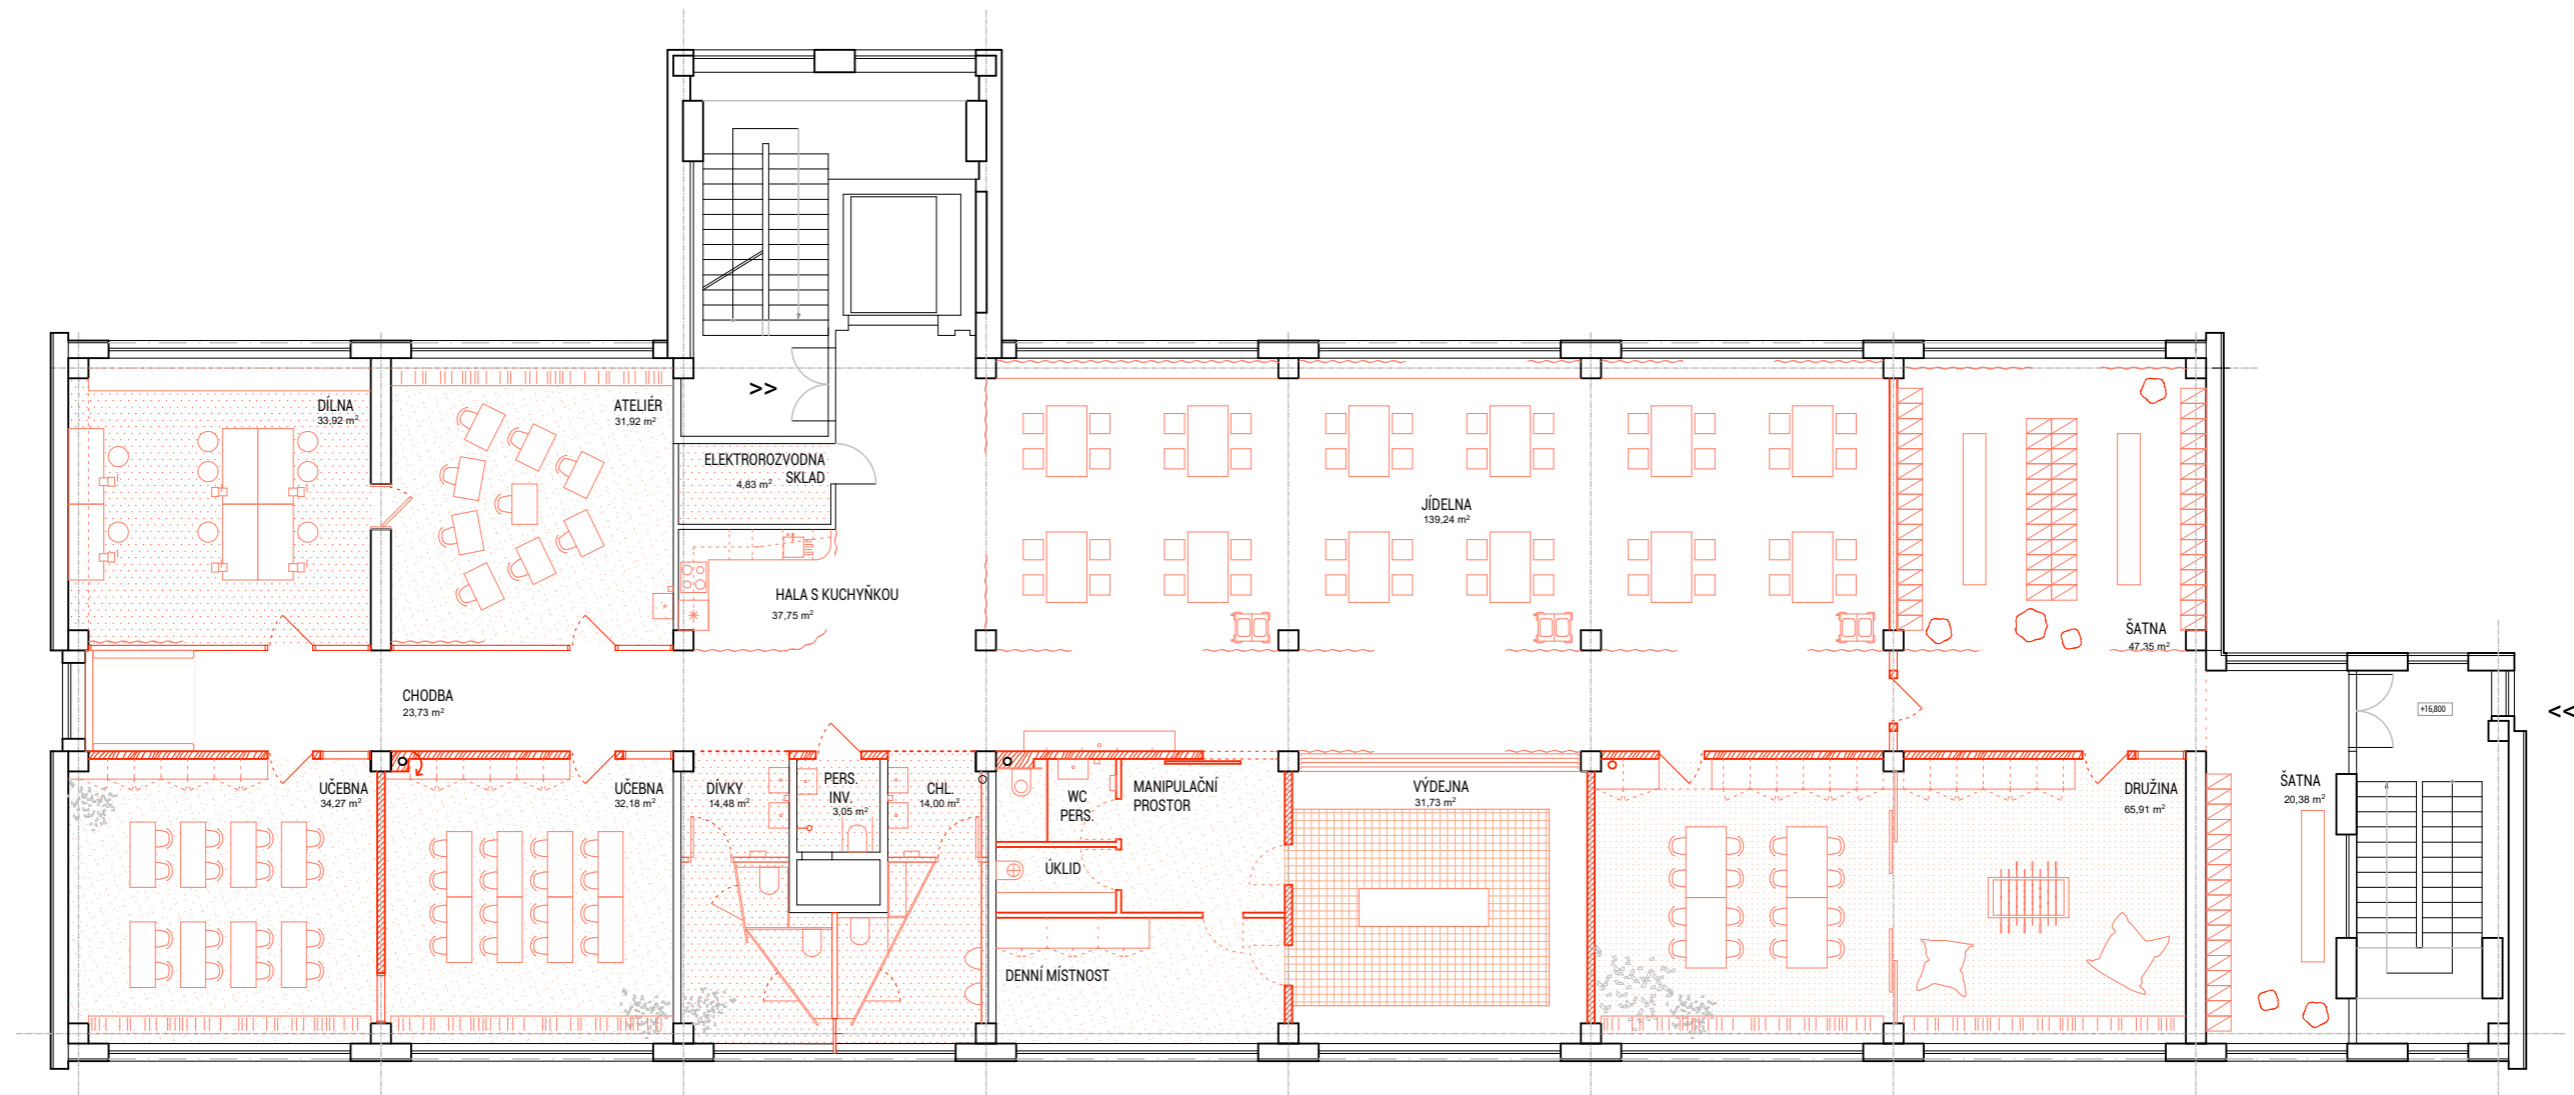 >>
DÍLNA
33,92 m²
ATELIÉR
31,92 m²
ELEKTROROZVODNA
SKLAD
4,83 m²
JÍDELNA
139,24 m²
HALA S KUCHYŇKOU
37,75 m²
ŠATNA
47,35 m²
CHODBA
23,73 m²
+16,800
<<
UČEBNA
34,27 m²
UČEBNA
32,18 m²
DÍVKY
14,48 m²
PERS.
INV.
3,05 m²
CHL.
14,00 m²
WC
PERS.
MANIPULAČNÍ
PROSTOR
VÝDEJNA
31,73 m²
DRUŽINA
65,91 m²
ŠATNA
20,38 m²
ÚKLID
DENNÍ MÍSTNOST